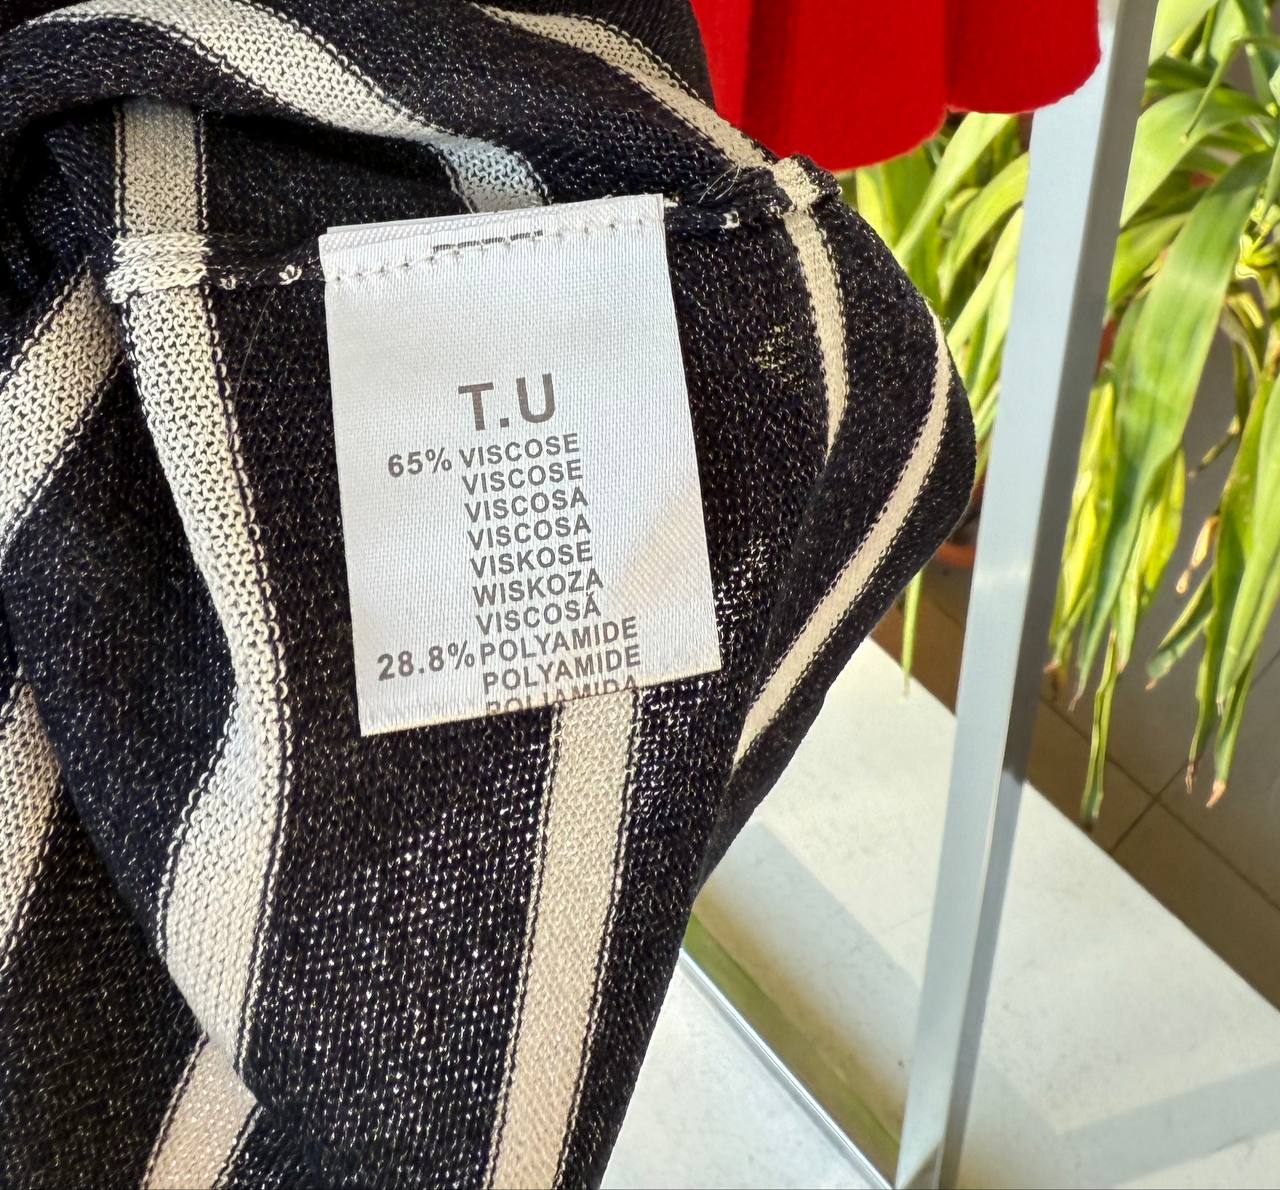 T.U
65% VISCOSE
VISCOSE
VISCOSA
VISCOSA
VISKOSE
WISKOZA
VISCOSĂ
28.8% POLYAMIDE
POLYAMIDE